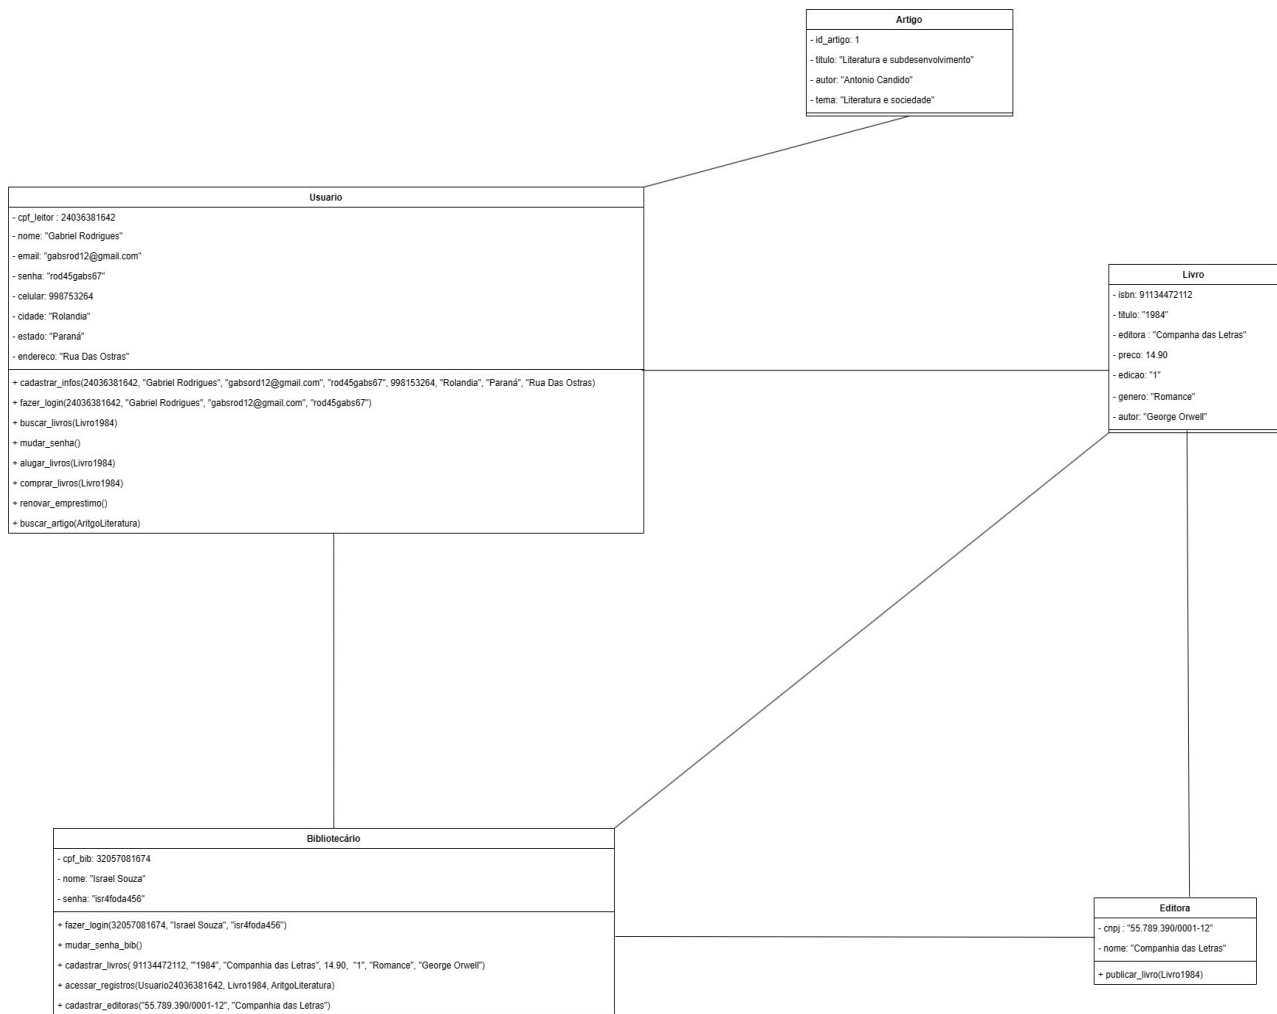 Artigo
- id_artigo: 1
- titulo: "Literatura e subdesenvolvimento"
- autor: "Antonio Candido"
- tema: "Literatura e sociedade"
Usuario
- cpf_leitor : 24036381642
- nome: "Gabriel Rodrigues"
- email: "gabsrod12@gmail.com"
- senha: "rod45gabs67"
- celular: 998753264
- cidade: "Rolandia"
- estado: "Paraná"
- endereco: "Rua Das Ostras"
+ cadastrar_infos(24036381642, "Gabriel Rodrigues", "gabsord12@gmail.com", "rod45gabs67", 998153264, "Rolandia", "Paraná", "Rua Das Ostras)
+ fazer_login(24036381642, "Gabriel Rodrigues", "gabsrod12@gmail.com", "rod45gabs67")
+ buscar_livros(Livro1984)
+ mudar_senha()
+ alugar_livros(Livro1984)
+ comprar_livros(Livro1984)
+ renovar_emprestimo()
+ buscar_artigo(AritgoLiteratura)
Livro
- isbn: 91134472112
- titulo: "1984"
- editora : "Companha das Letras"
- preco: 14.90
- edicao: "1"
- genero: "Romance"
- autor: "George Orwell"
Bibliotecário
- cpf_bib: 32057081674
- nome: "Israel Souza"
- senha: "isr4foda456"
+ fazer_login(32057081674, "Israel Souza", "isr4foda456")
+ mudar_senha_bib()
+ cadastrar_livros( 91134472112, '"1984", "Companhia das Letras", 14.90, "1", "Romance", "George Orwell")
+ acessar_registros(Usuario24036381642, Livro1984, AritgoLiteratura)
+ cadastrar_editoras("55.789.390/0001-12", "Companhia das Letras")
Editora
- cnpj : "55.789.390/0001-12"
- nome: "Companhia das Letras"
+ publicar_livro(Livro1984)